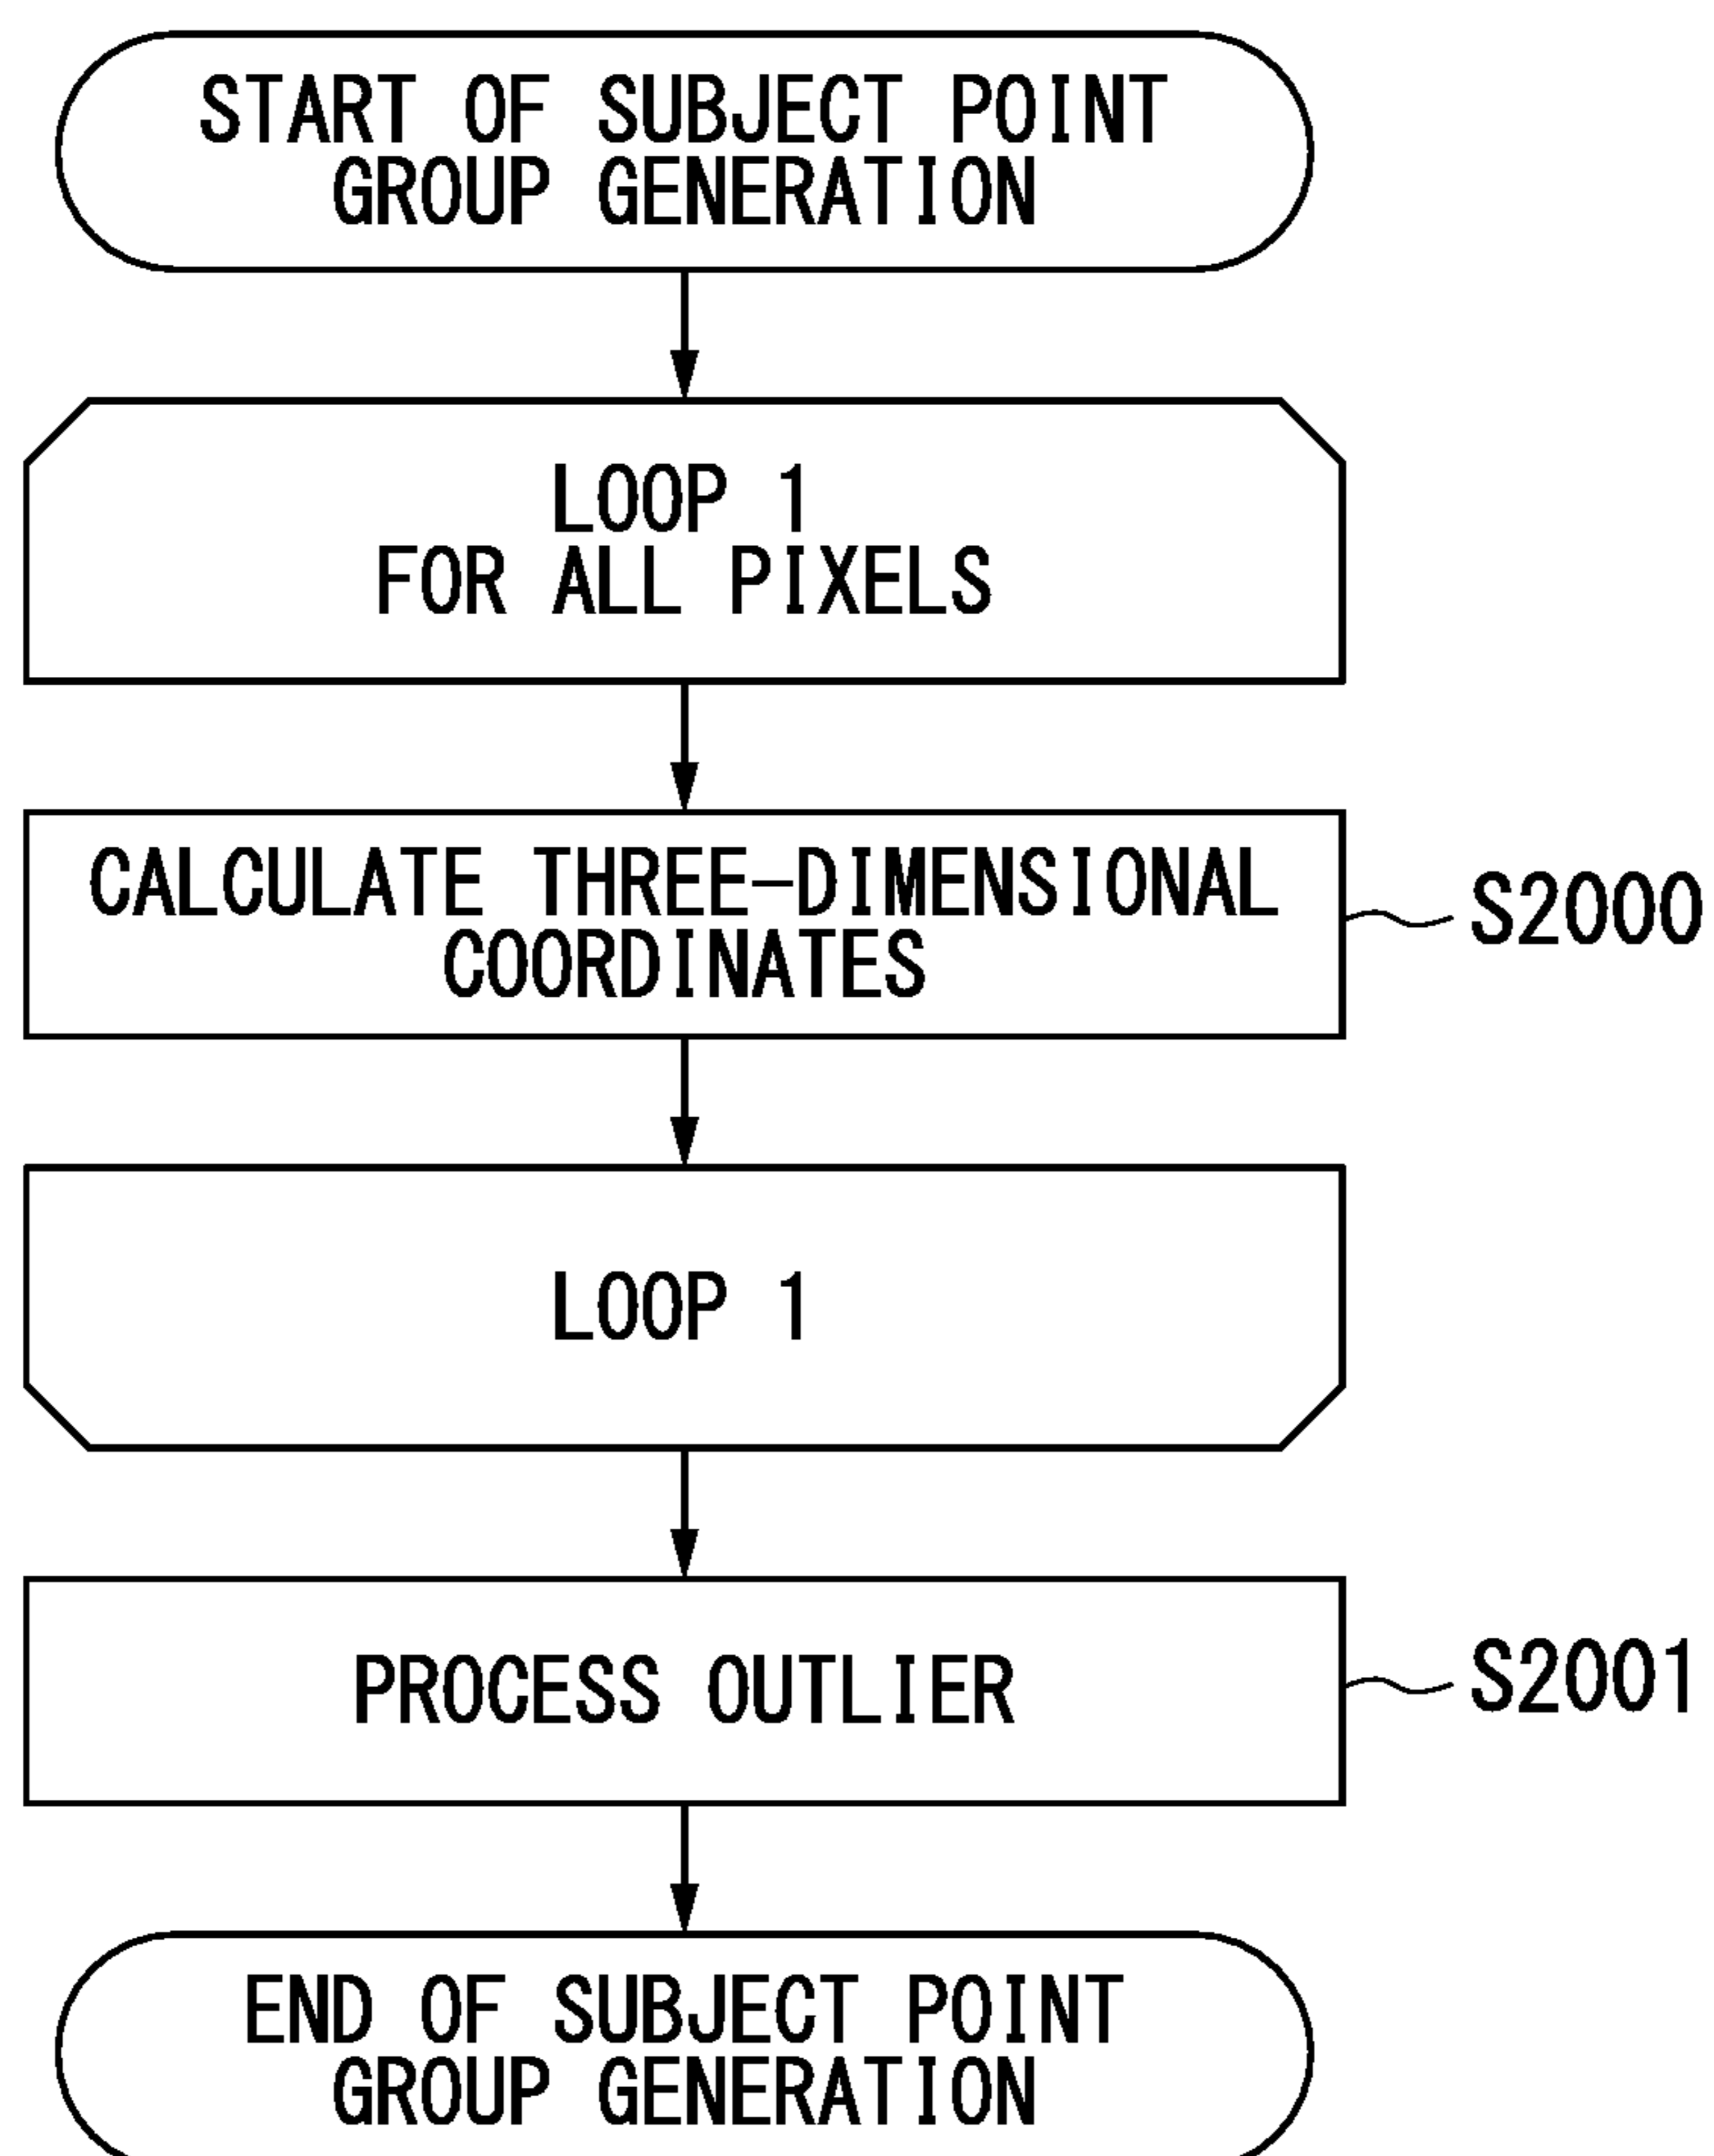 START OF SUBJECT POINT
GROUP GENERATION
LOOP 1
FOR ALL PIXELS
CALCULATE THREE-DIMENSIONAL
COORDINATES
S2000
LOOP 1
PROCESS OUTLIER
S2001
END OF SUBJECT POINT
GROUP GENERATION